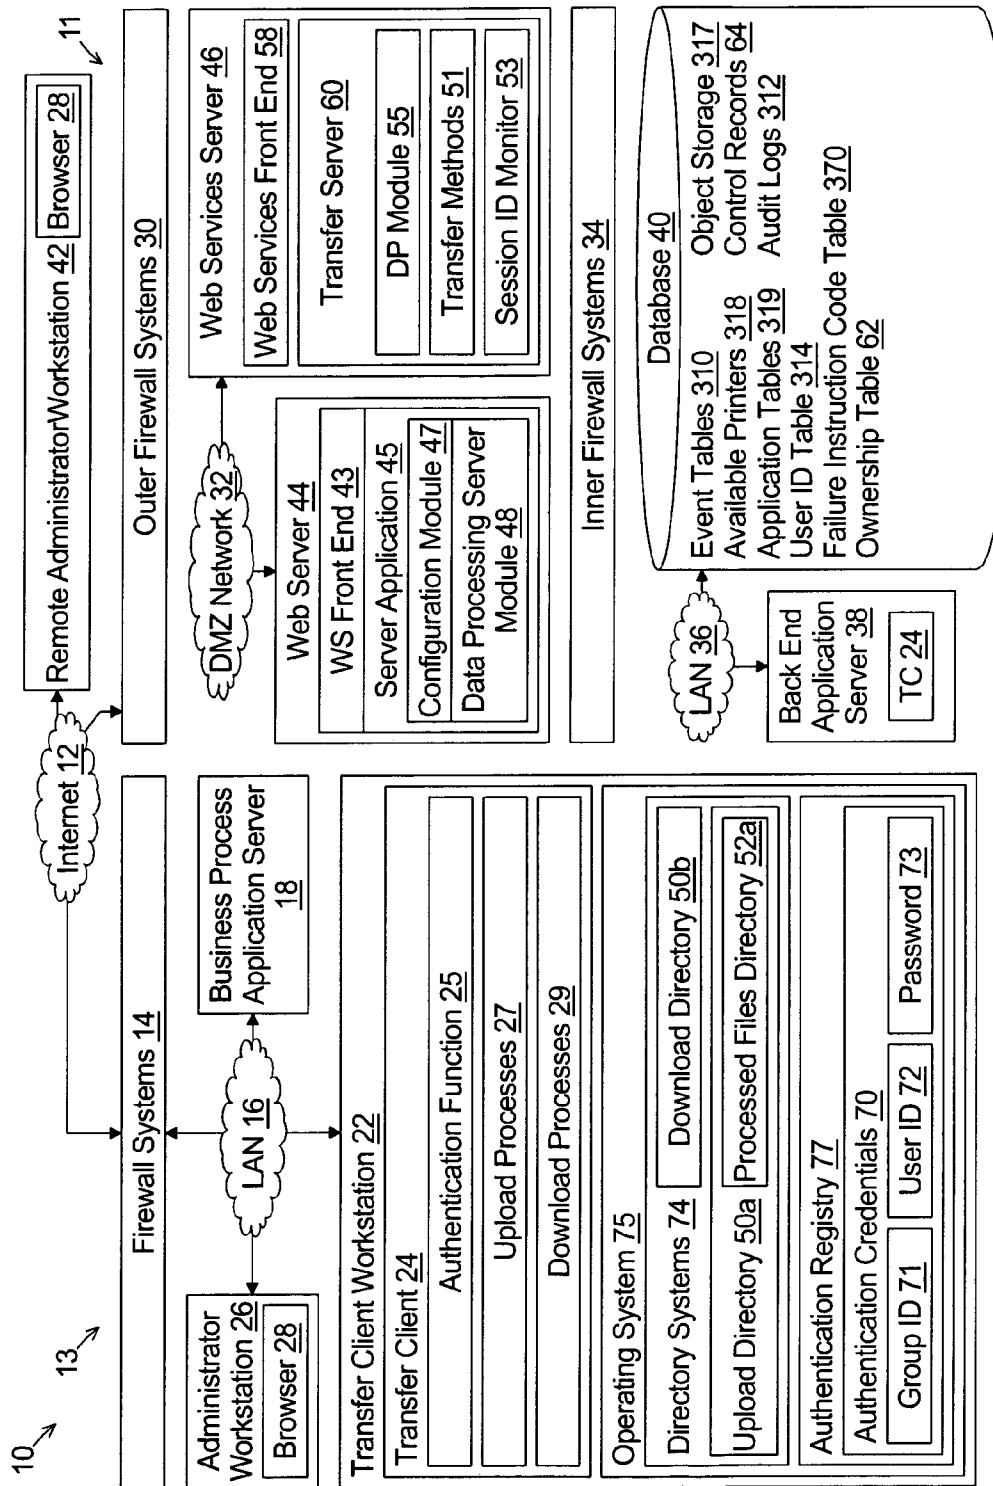 10
13
11
Internet 12
Remote AdministratorWorkstation 42
Browser 28
Firewall Systems 14
Outer Firewall Systems 30
Administrator
Workstation 26
Browser 28
LAN 16
Business Process
Application Server
18
Transfer Client Workstation 22
Transfer Client 24
Authentication Function 25
Upload Processes 27
Download Processes 29
Operating System 75
Directory Systems 74
Download Directory 50b
Upload Directory 50a
Processed Files Directory 52a
Authentication Registry 77
Authentication Credentials 70
Group ID 71
User ID 72
Password 73
DMZ Network 32
Web Server 44
WS Front End 43
Server Application 45
Configuration Module 47
Data Processing Server
Module 48
Web Services Server 46
Web Services Front End 58
Transfer Server 60
DP Module 55
Transfer Methods 51
Session ID Monitor 53
Inner Firewall Systems 34
LAN 36
Back End
Application
Server 38
TC 24
Database 40
Event Tables 310
Available Printers 318
Application Tables 319
User ID Table 314
Failure Instruction Code Table 370
Ownership Table 62
Object Storage 317
Control Records 64
Audit Logs 312